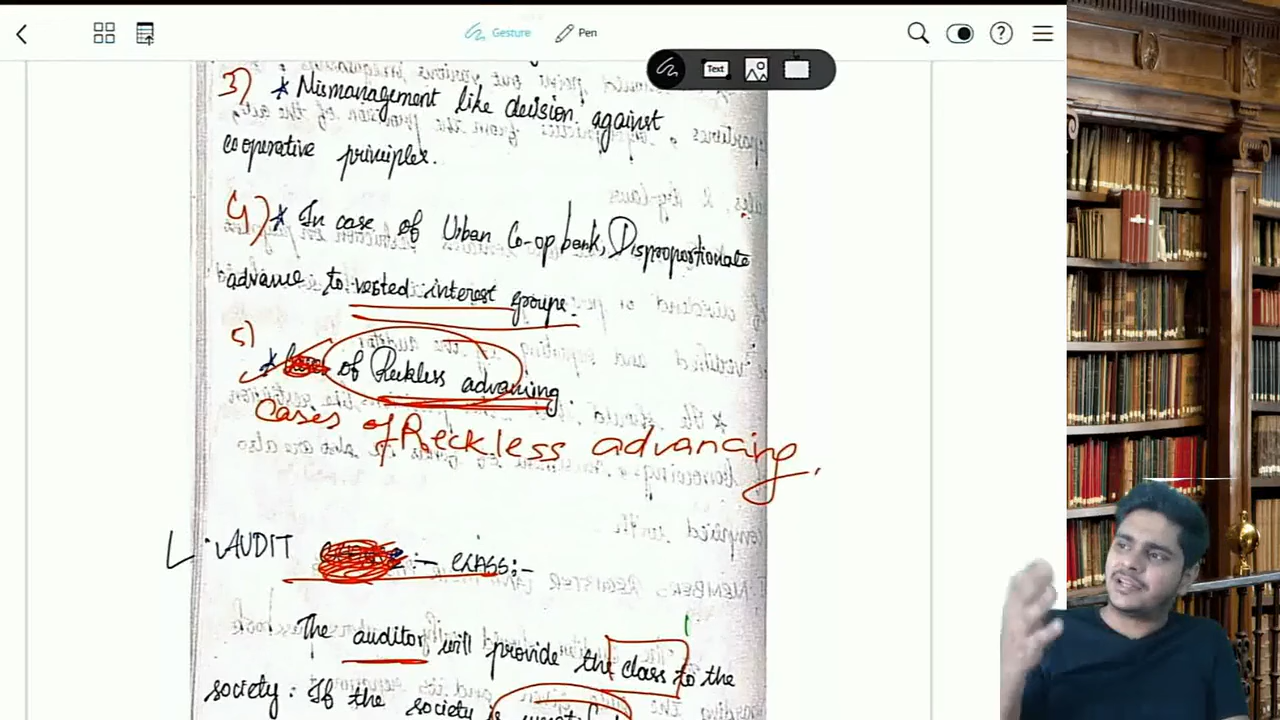 Gesture
Pen
Text
3) * Mismanagement like decision against
cooperative principles.
4) * In case of Urban Co-op bank, Disproportionate
advance to vested interest groups.
5)
* of Reckless advancing.
Cases of Reckless advancing.
AUDIT :- CLASS:-
The auditor will provide the class to the
society. If the society is